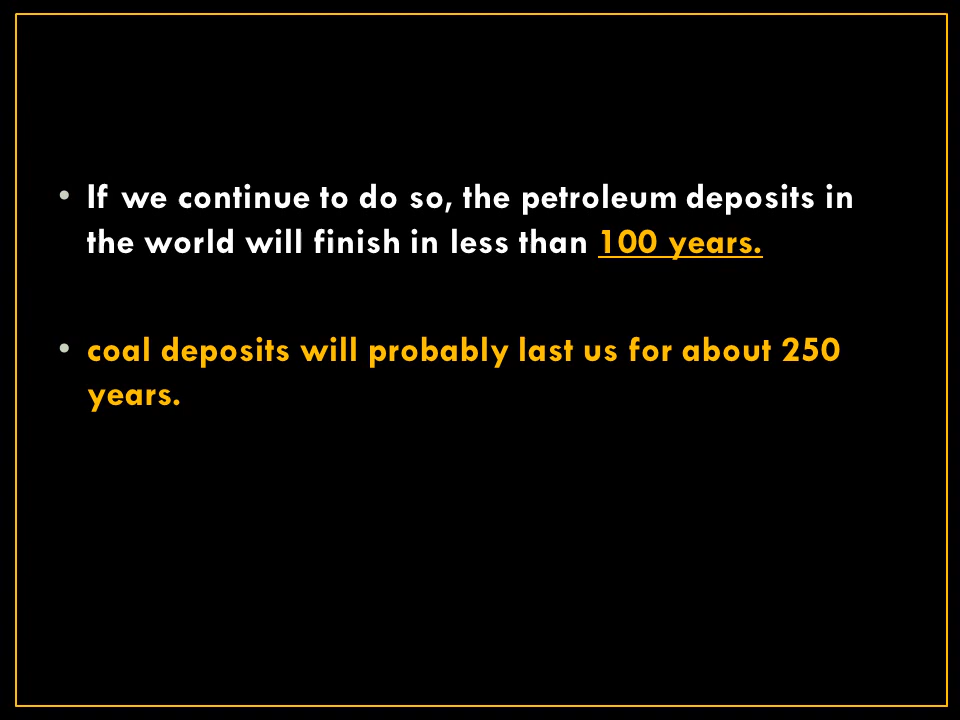 • If we continue to do so, the petroleum deposits in
the world will finish in less than 100 years.
• coal deposits will probably last us for about 250
years.